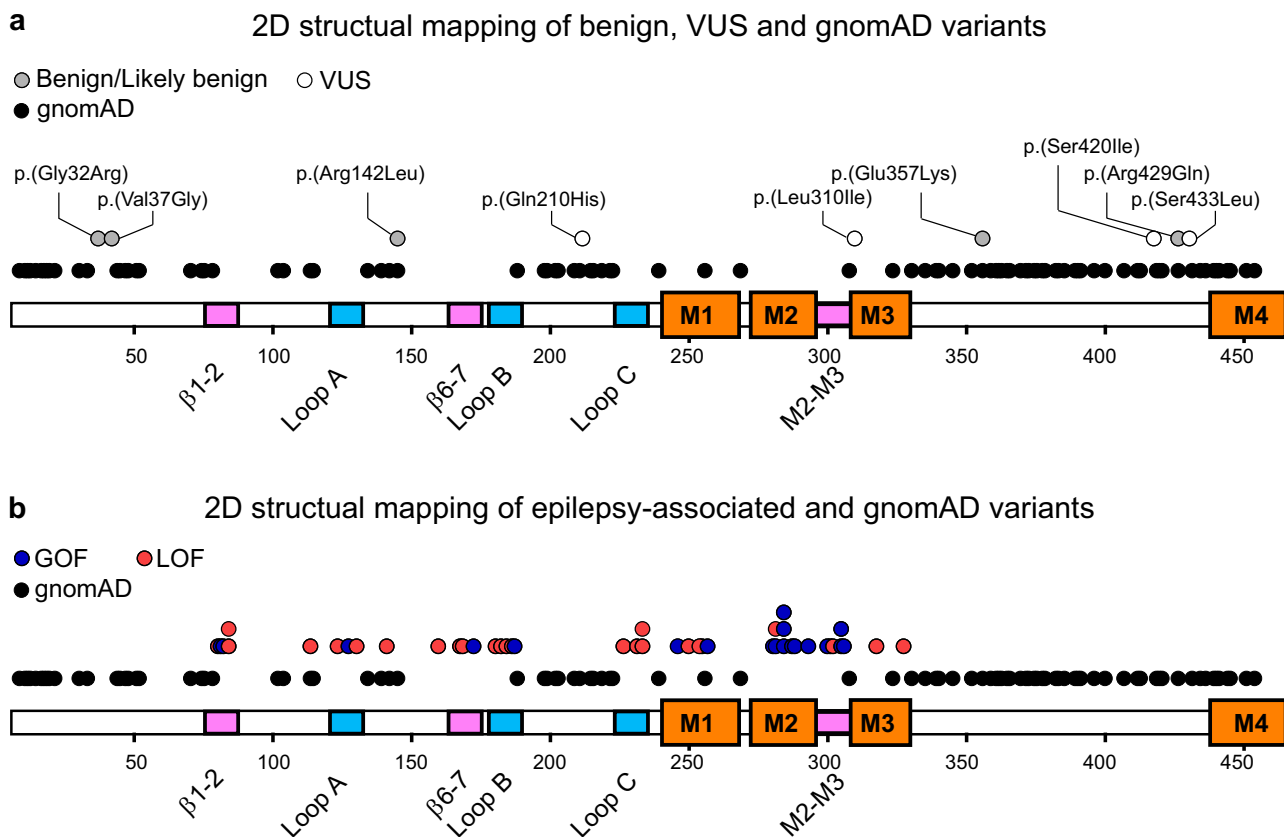 a
2D structual mapping of benign, VUS and gnomAD variants
Benign/Likely benign VUS
gnomAD
p.(Ser420Ile)
p.(Gly32Arg) p.(Arg142Leu) p.(Glu357Lys) p.(Arg429Gln)
p.(Val37Gly) p.(Gln210His) p.(Leu310Ile) p.(Ser433Leu)
M1 M2 M3 M4
50 100 150 200 250 300 350 400 450
β1-2 Loop A β6-7 Loop B Loop C M2-M3
b
2D structual mapping of epilepsy-associated and gnomAD variants
GOF LOF
gnomAD
M1 M2 M3 M4
50 100 150 200 250 300 350 400 450
β1-2 Loop A β6-7 Loop B Loop C M2-M3